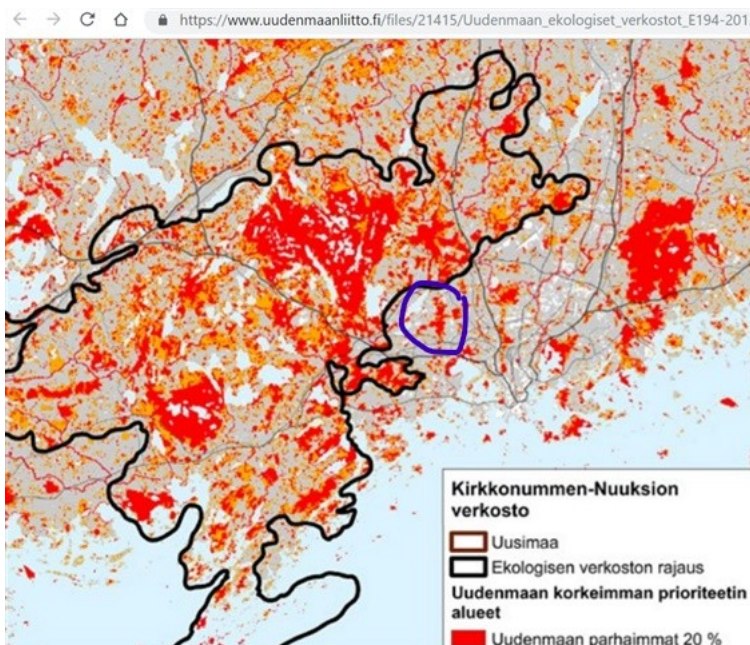 https://www.uudenmaanliitto.fi/files/21415/Uudenmaan_ekologiset_verkostot_E194-201
Kirkkonummen-Nuuksion
verkosto
Uusimaa
Ekologisen verkoston rajaus
Uudenmaan korkeimman prioriteetin
alueet
Uudenmaan parhaimmat 20 %